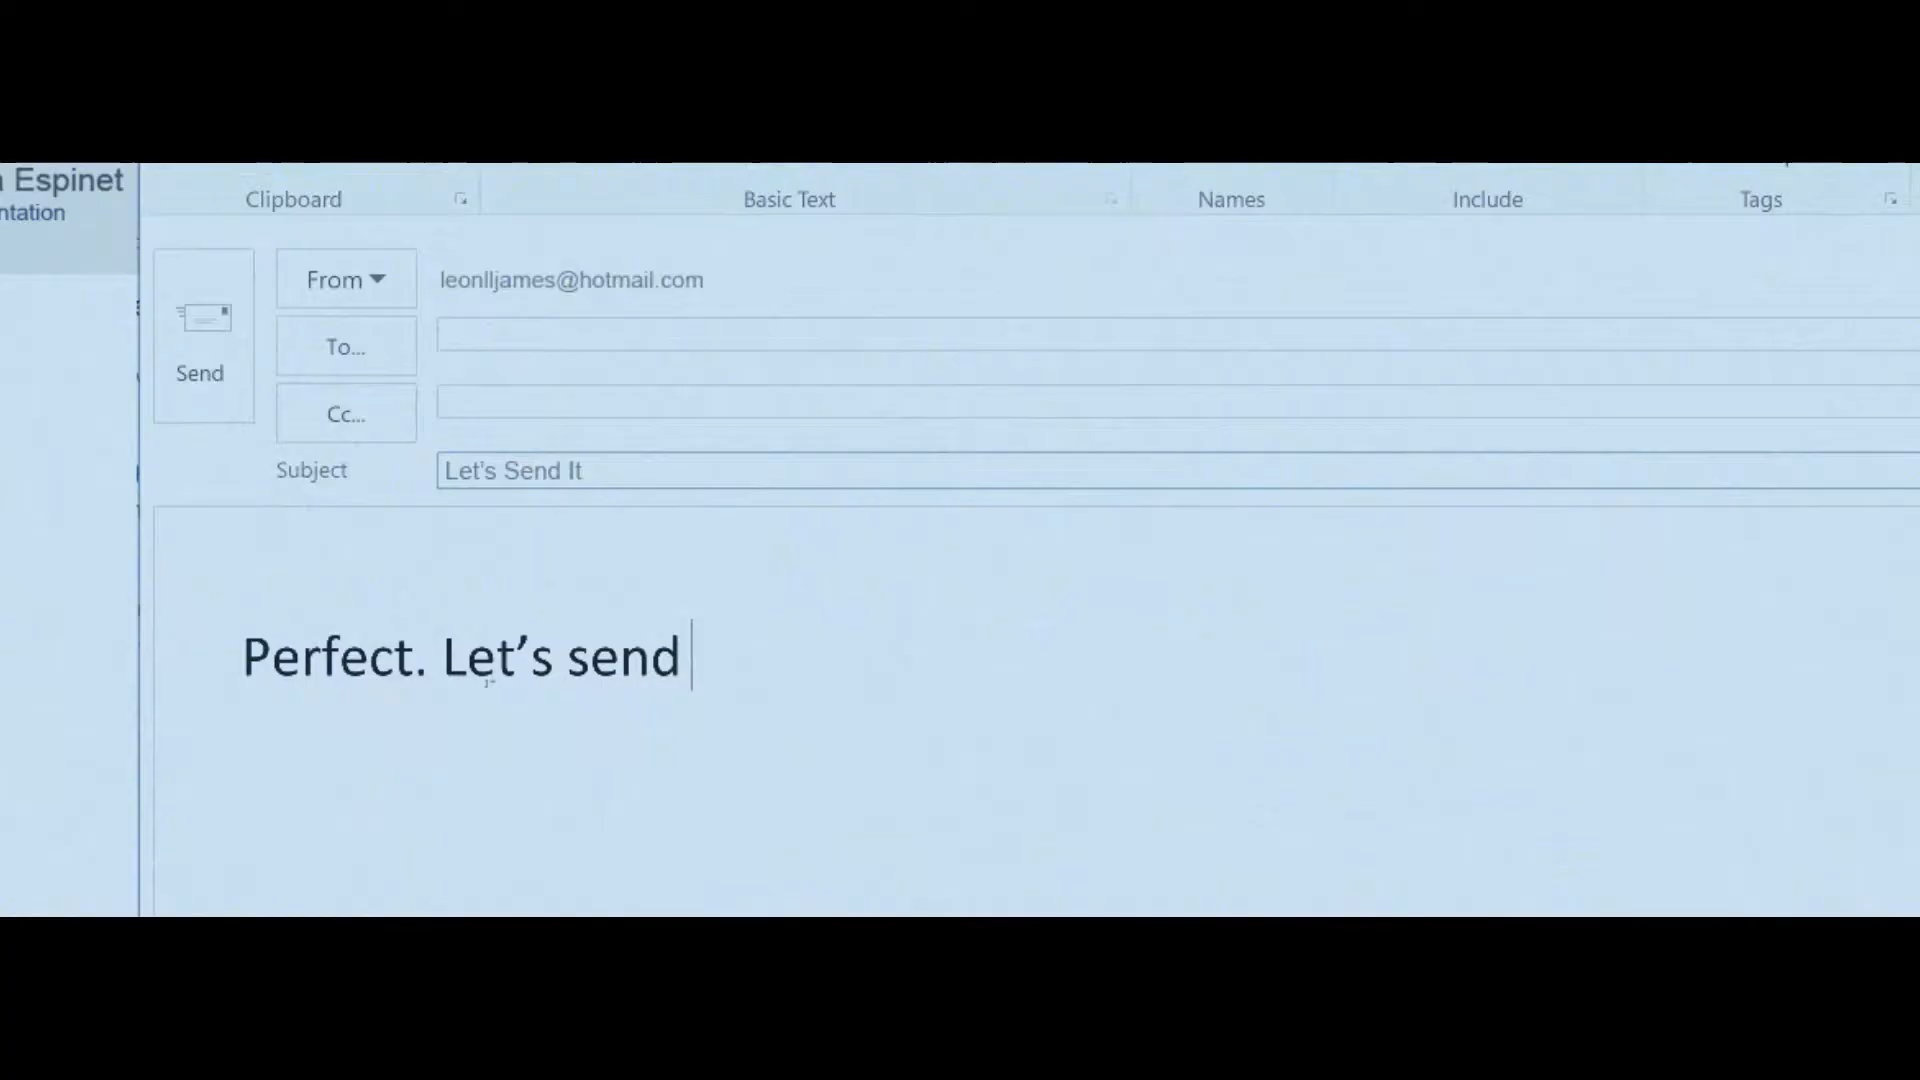 Espinet
ntation
Clipboard
Basic Text
Names
Include
Tags
Send
From
leonlljames@hotmail.com
To...
Cc...
Subject
Let's Send It
Perfect. Let’s send